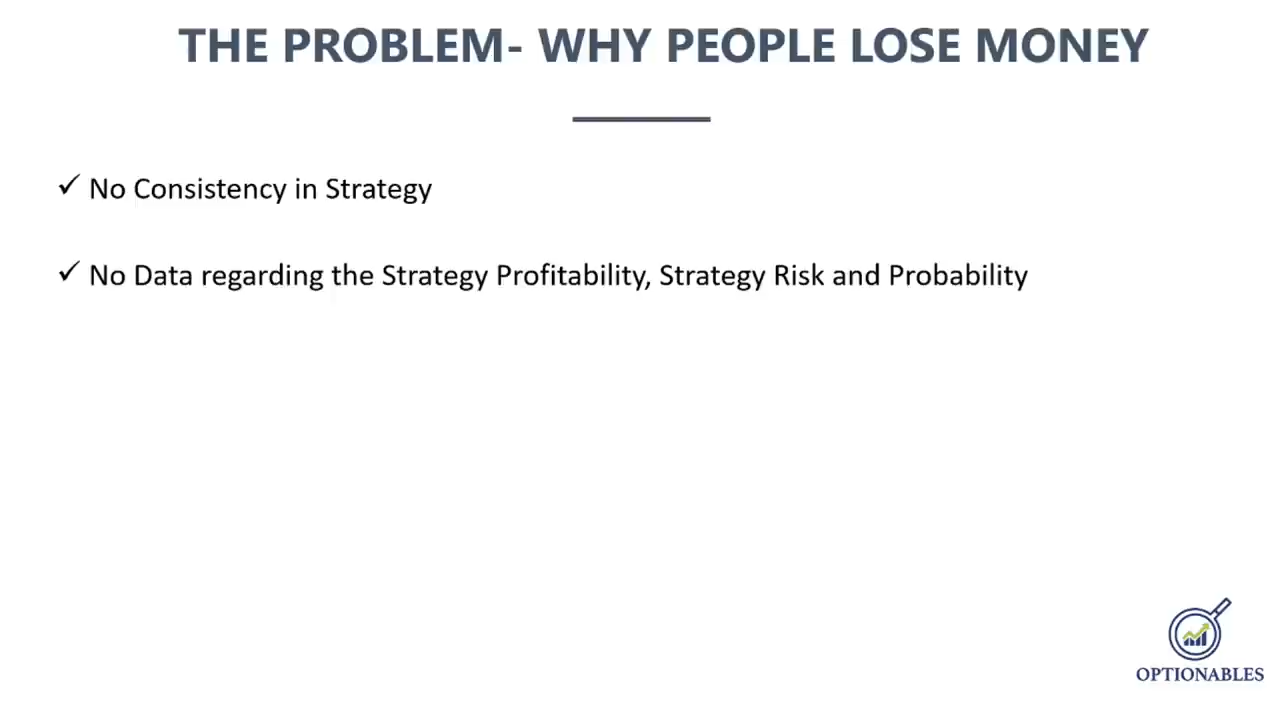 THE PROBLEM- WHY PEOPLE LOSE MONEY
✓ No Consistency in Strategy
✓ No Data regarding the Strategy Profitability, Strategy Risk and Probability
OPTIONABLES